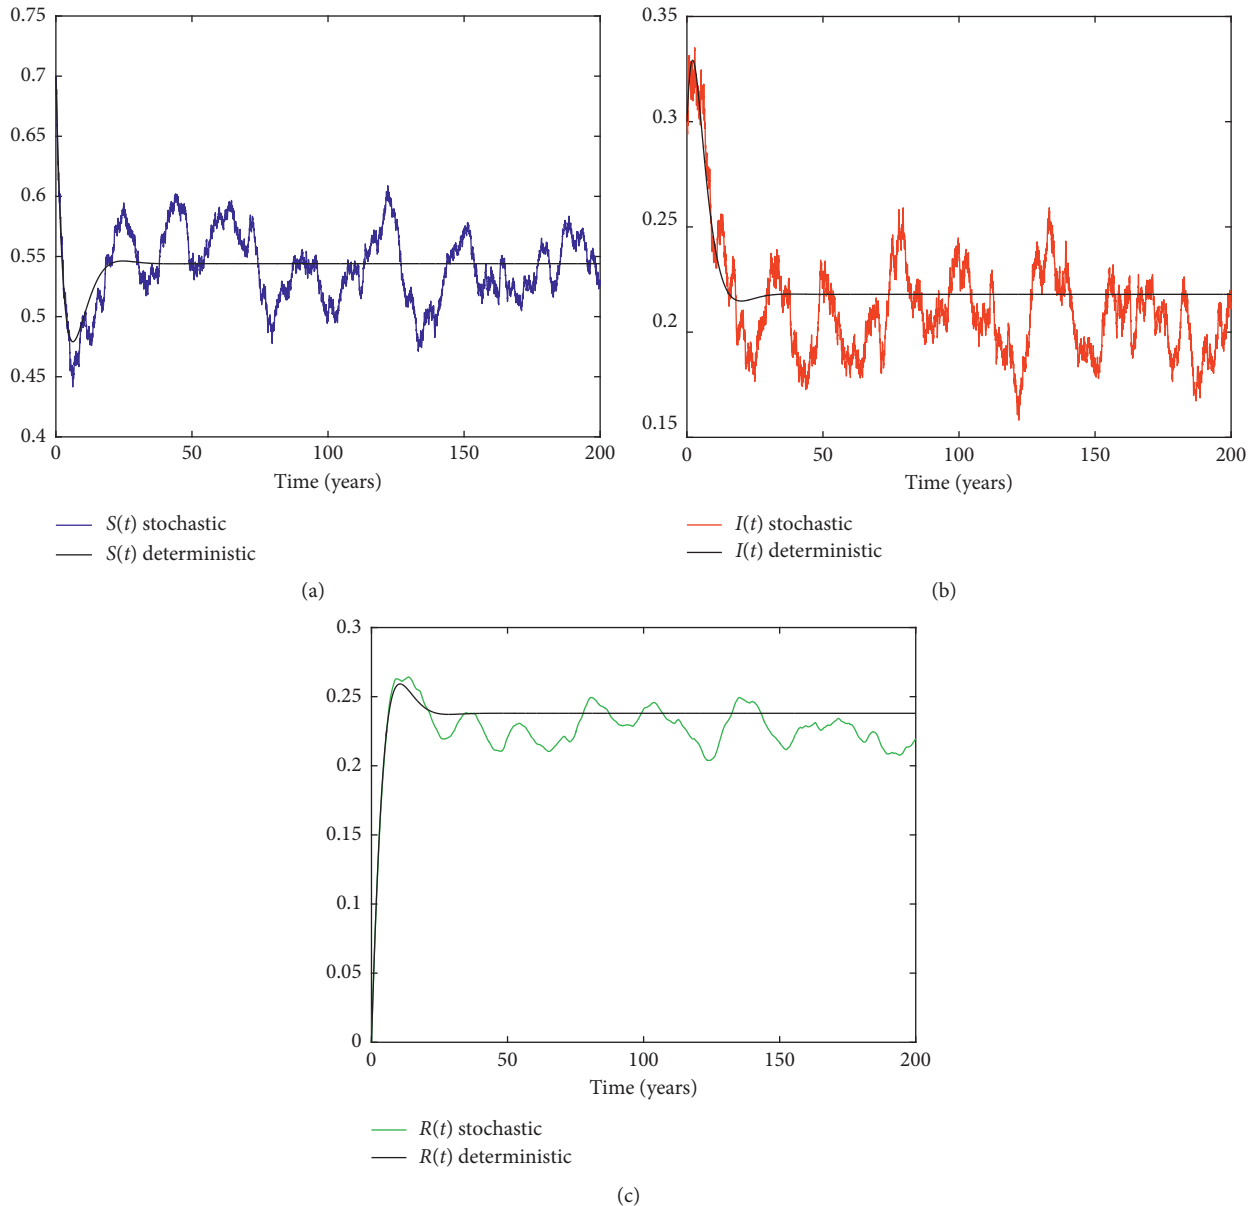 0.75
0.7
0.65
0.6
0.55
0.5
0.45
0.4
0 50 100 150 200
Time (years)
S(t) stochastic
S(t) deterministic
(a)
0.35
0.3
0.25
0.2
0.15
0 50 100 150 200
Time (years)
I(t) stochastic
I(t) deterministic
(b)
0.3
0.25
0.2
0.15
0.1
0.05
0
0 50 100 150 200
Time (years)
R(t) stochastic
R(t) deterministic
(c)